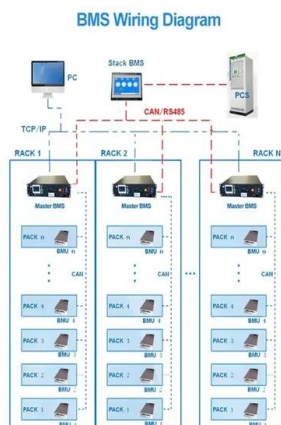 BMS Wiring Diagram
Stack BMS
PC
PCS
CAN/RS485
TCP/IP
RACK 1
RACK 2
RACK N
Master BMS
Master BMS
Master BMS
PACK n
PACK n
PACK n
BMU n
BMU n
BMU n
CAN
CAN
CAN
PACK 4
PACK 4
PACK 4
BMU 4
BMU 4
BMU 4
PACK 3
PACK 3
PACK 3
BMU 3
BMU 3
BMU 3
PACK 2
PACK 2
PACK 2
BMU 2
BMU 2
BMU 2
PACK 1
PACK 1
PACK 1